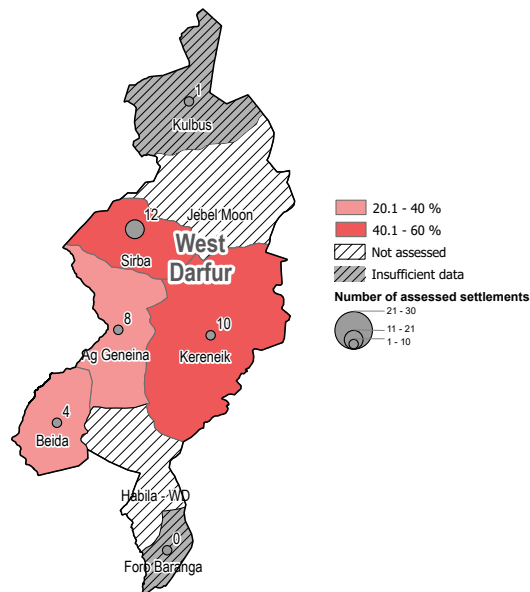 1
Kulbus
Jebel Moon
12
West
Darfur
Sirba
8
Ag Geneina
10
Kereneik
4
Beida
Habila - WD
0
Foro Baranga
20.1 - 40 %
40.1 - 60 %
Not assessed
Insufficient data
Number of assessed settlements
21 - 30
11 - 21
1 - 10